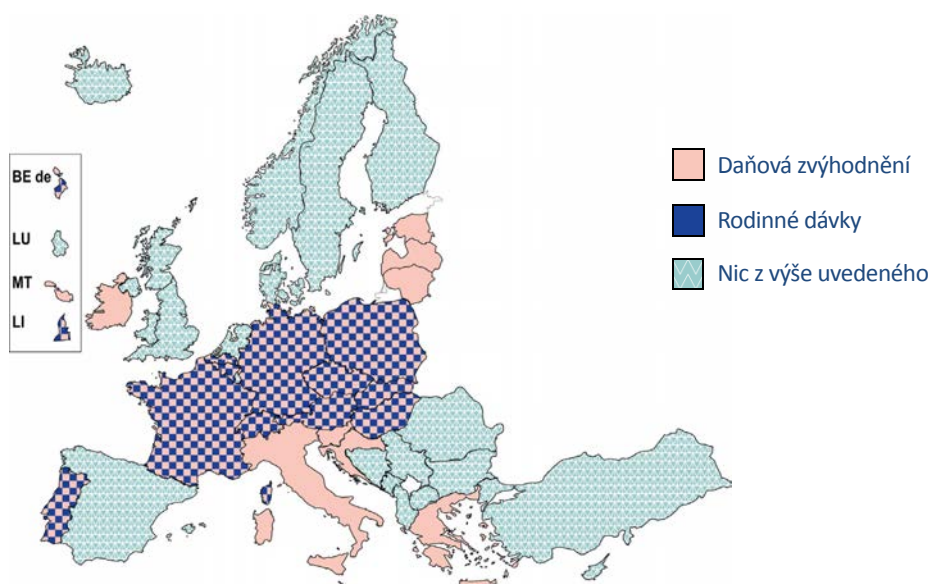 BE de
LU
MT
LI
Daňová zvýhodnění
Rodinné dávky
Nic z výše uvedeného